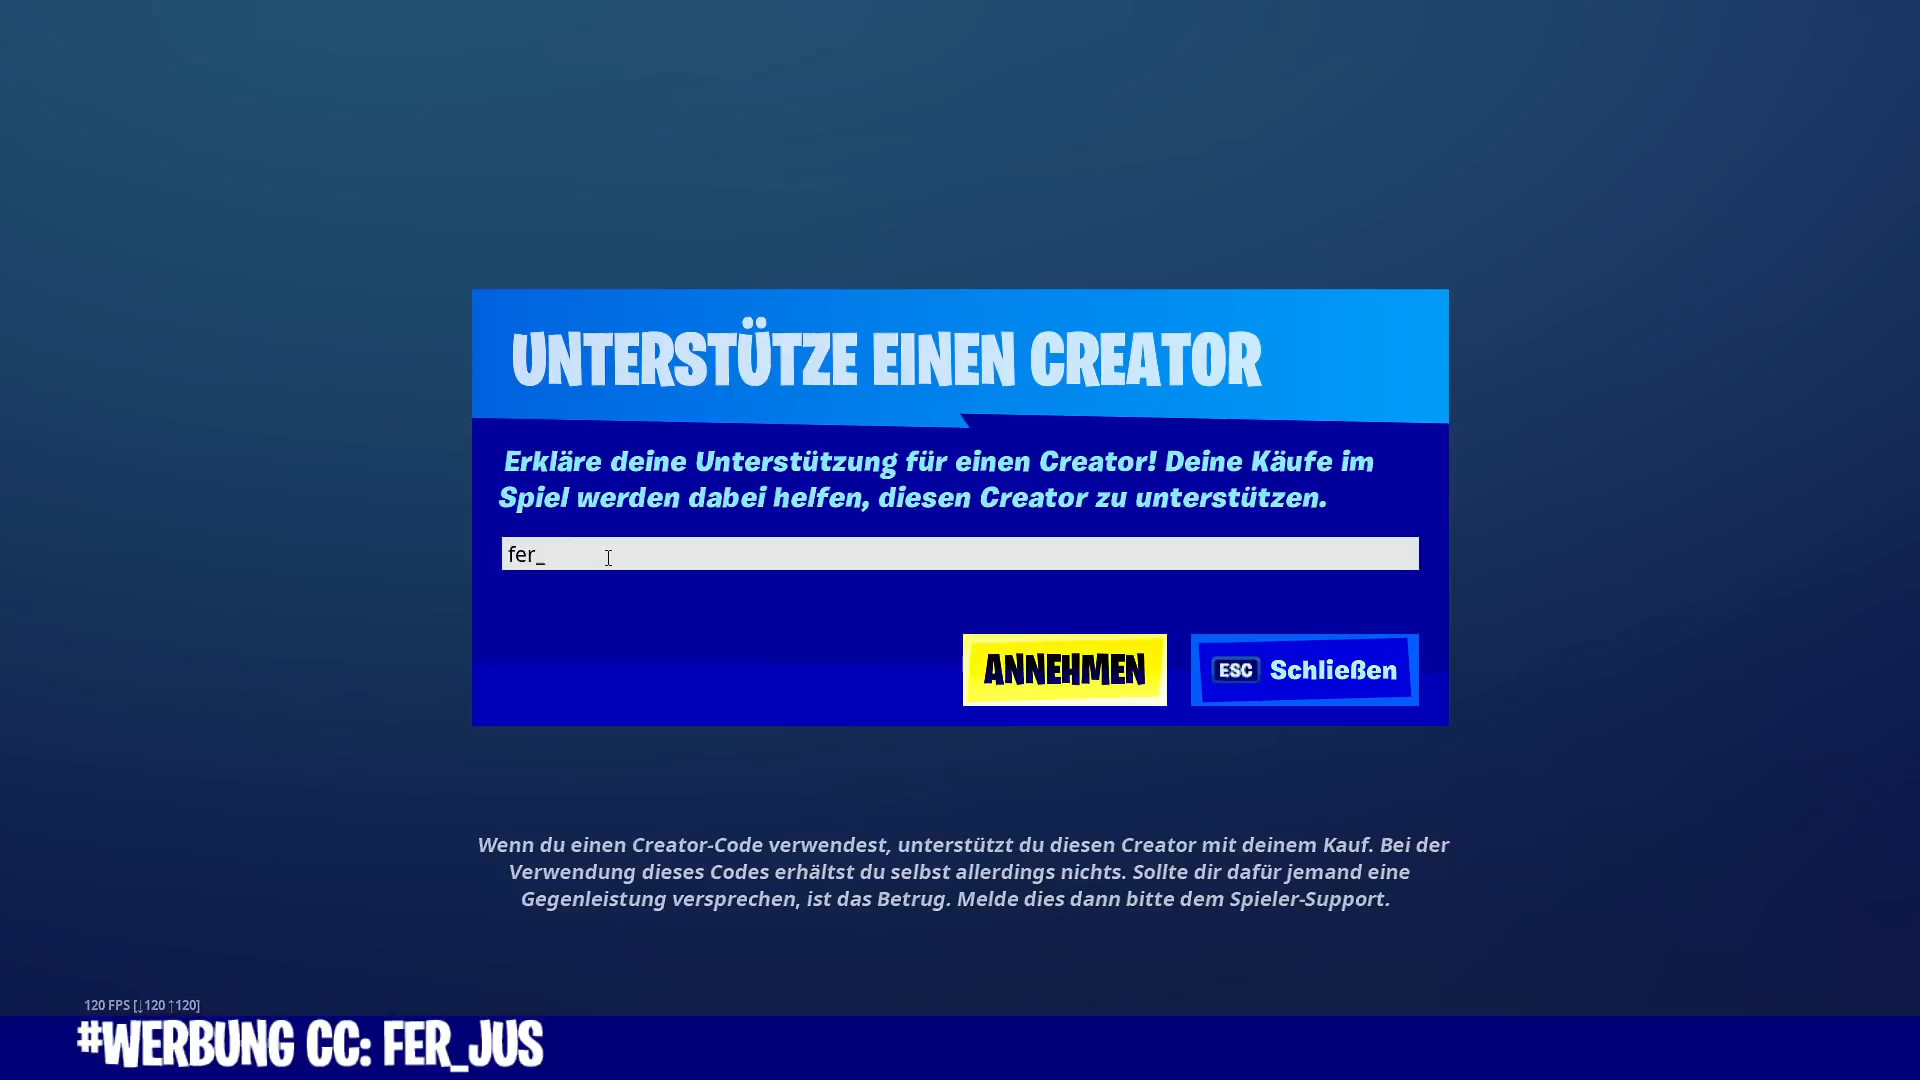 UNTERSTÜTZE EINEN CREATOR
Erkläre deine Unterstützung für einen Creator! Deine Käufe im
Spiel werden dabei helfen, diesen Creator zu unterstützen.
fer_
ANNEHMEN
ESC Schließen
Wenn du einen Creator-Code verwendest, unterstützt du diesen Creator mit deinem Kauf. Bei der
Verwendung dieses Codes erhältst du selbst allerdings nichts. Sollte dir dafür jemand eine
Gegenleistung versprechen, ist das Betrug. Melde dies dann bitte dem Spieler-Support.
120 FPS [↓120 ↑120]
#WERBUNG CC: FER_JUS